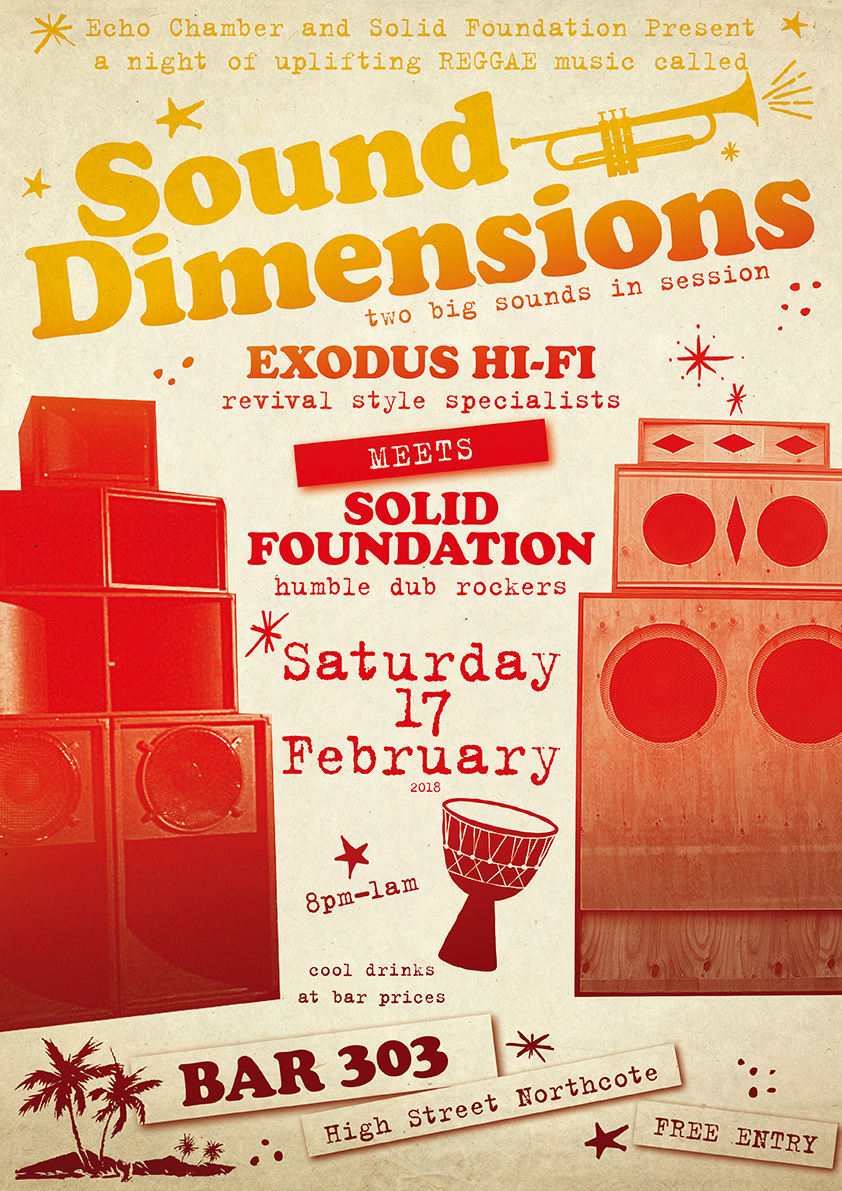 Echo Chamber and Solid Foundation Present
a night of uplifting REGGAE music called
Sound
Dimensions
two big sounds in session
EXODUS HI-FI
revival style specialists
MEETS
SOLID
FOUNDATION
humble dub rockers
Saturday
17
February
2018
8pm-1am
cool drinks
at bar prices
BAR 303
High Street Northcote
FREE ENTRY